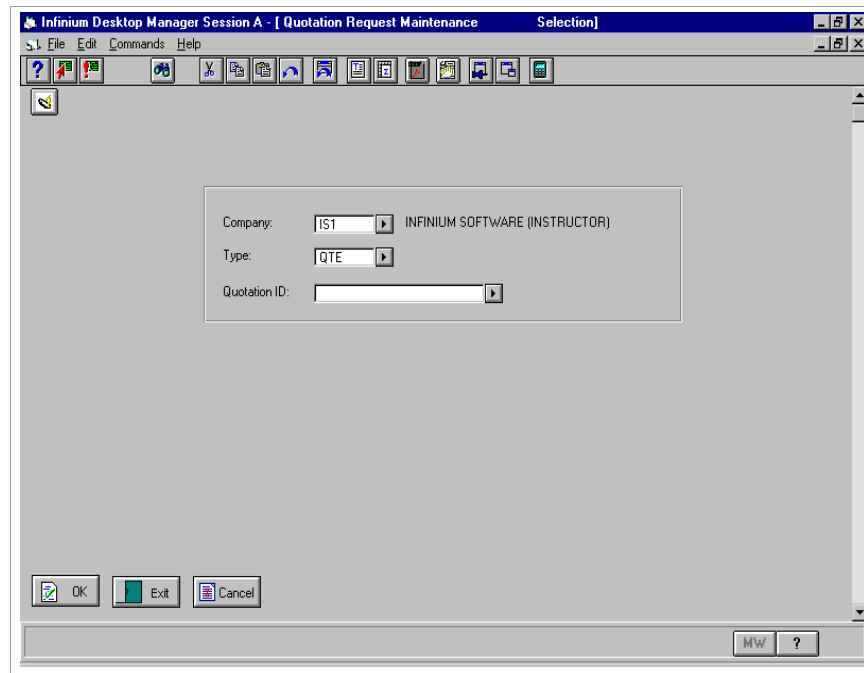 Infinium Desktop Manager Session A - [ Quotation Request Maintenance Selection]
File Edit Commands Help
Company: IS1 INFINIUM SOFTWARE (INSTRUCTOR)
Type: QTE
Quotation ID:
OK Exit Cancel
MW ?